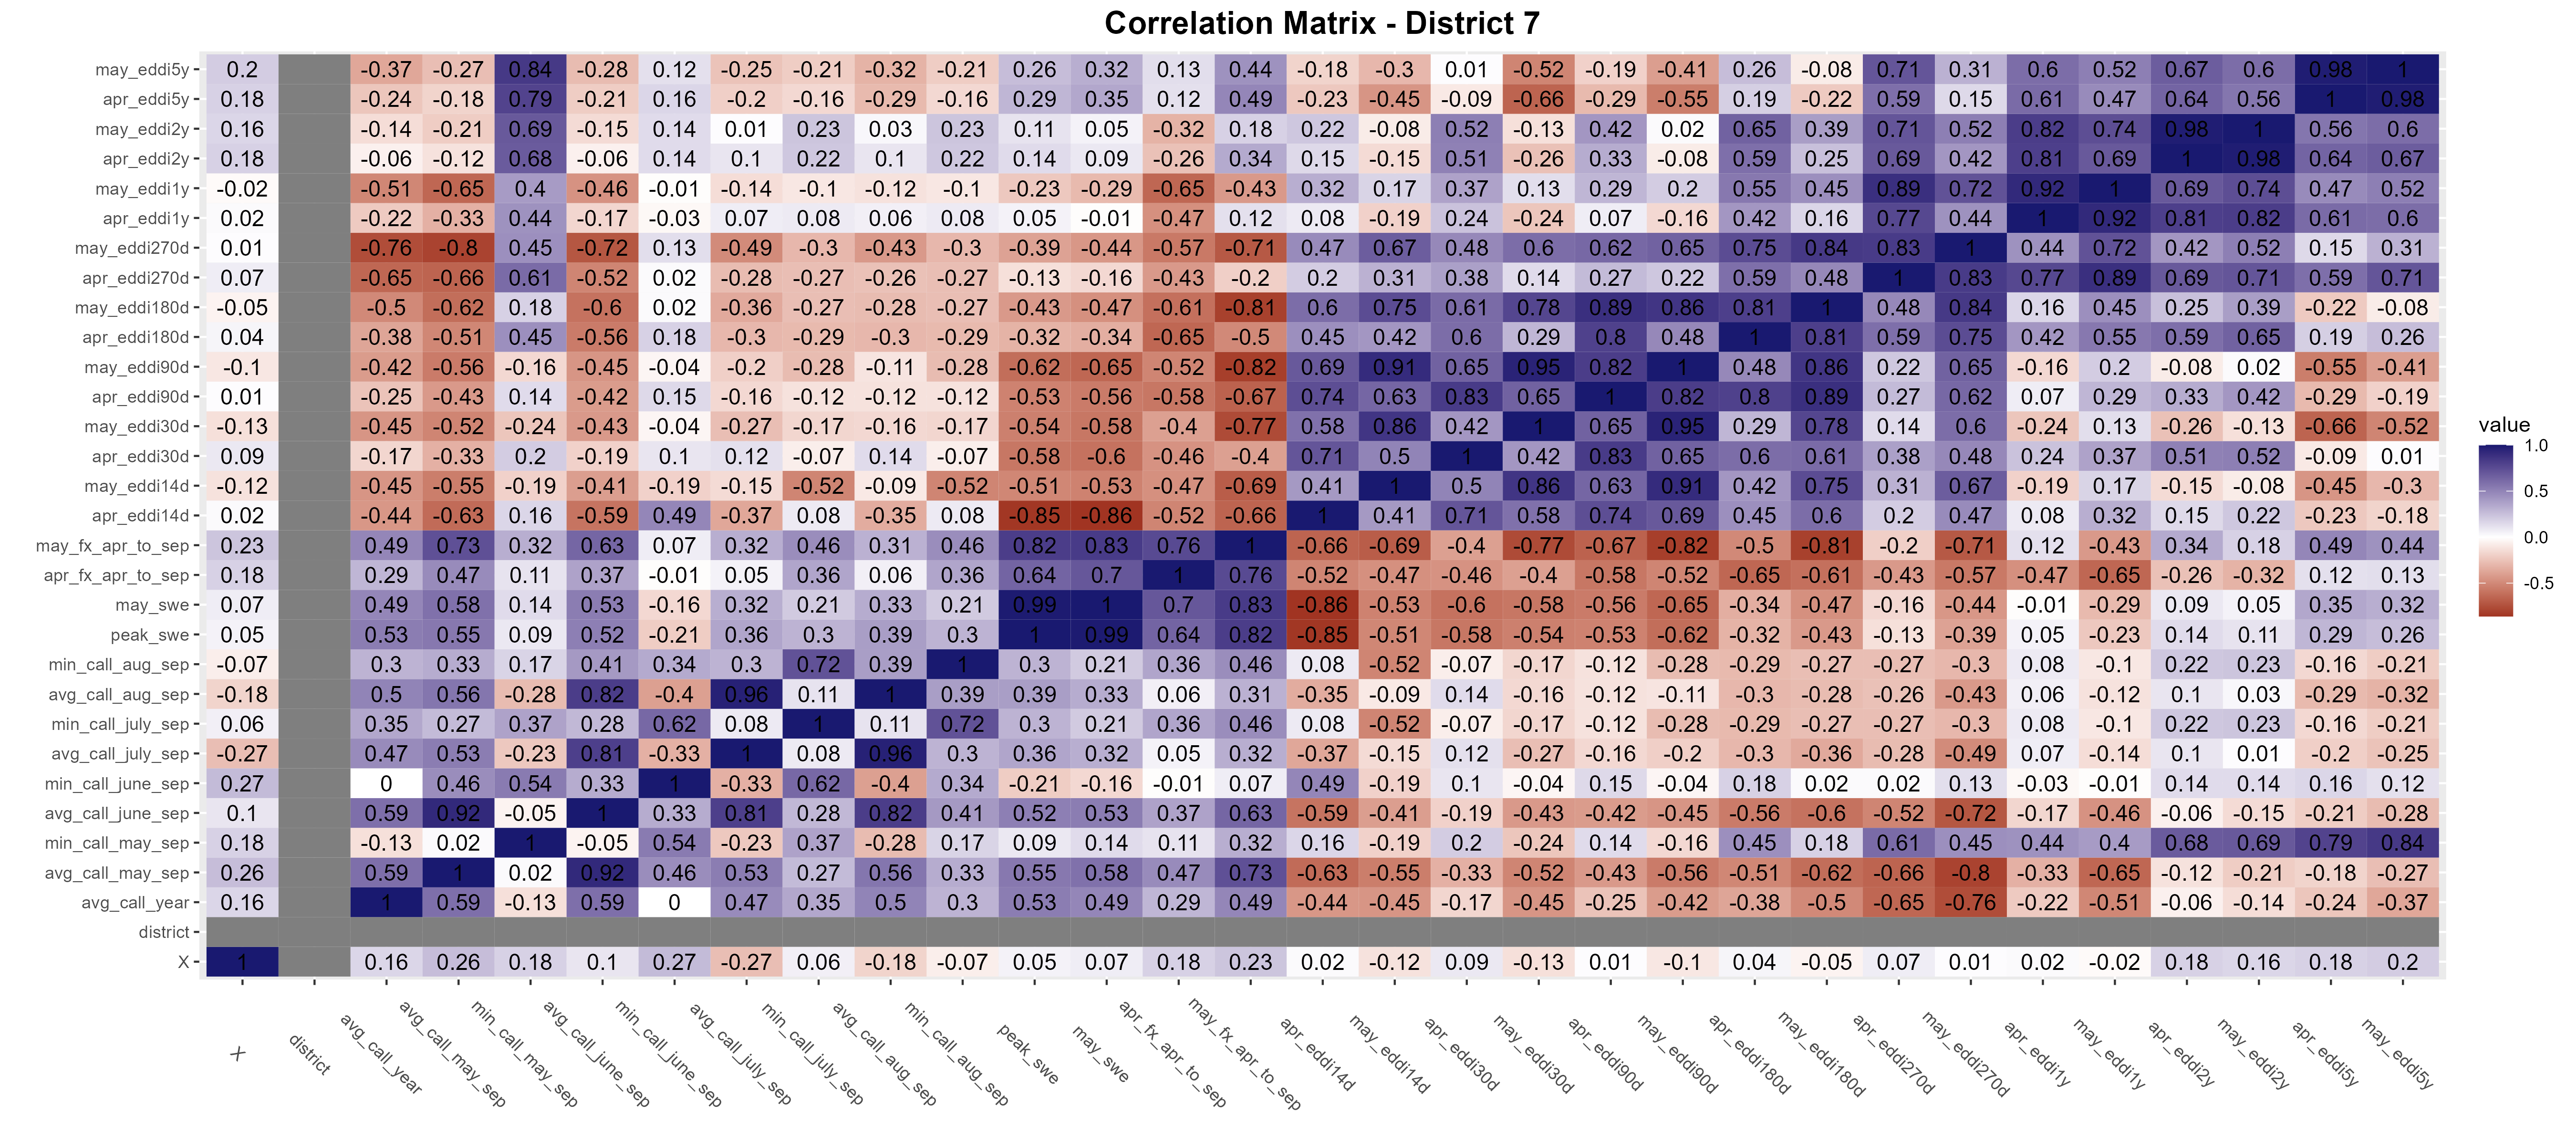 Correlation Matrix - District 7
may_eddi5y 0.2 -0.37 -0.27 0.84 -0.28 0.12 -0.25 -0.21 -0.32 -0.21 0.26 0.32 0.13 0.44 -0.18 -0.3 0.01 -0.52 -0.19 -0.41 0.26 -0.08 0.71 0.31 0.6 0.52 0.67 0.6 0.98 1
apr_eddi5y 0.18 -0.24 -0.18 0.79 -0.21 0.16 -0.2 -0.16 -0.29 -0.16 0.29 0.35 0.12 0.49 -0.23 -0.45 -0.09 -0.66 -0.29 -0.55 0.19 -0.22 0.59 0.15 0.61 0.47 0.64 0.56 1 0.98
may_eddi2y 0.16 -0.14 -0.21 0.69 -0.15 0.14 0.01 0.23 0.03 0.23 0.11 0.05 -0.32 0.18 0.22 -0.08 0.52 -0.13 0.42 0.02 0.65 0.39 0.71 0.52 0.82 0.74 0.98 1 0.56 0.6
apr_eddi2y 0.18 -0.06 -0.12 0.68 -0.06 0.14 0.1 0.22 0.1 0.22 0.14 0.09 -0.26 0.34 0.15 -0.15 0.51 -0.26 0.33 -0.08 0.59 0.25 0.69 0.42 0.81 0.69 1 0.98 0.64 0.67
may_eddi1y -0.02 -0.51 -0.65 0.4 -0.46 -0.01 -0.14 -0.1 -0.12 -0.1 -0.23 -0.29 -0.65 -0.43 0.32 0.17 0.37 0.13 0.29 0.2 0.55 0.45 0.89 0.72 0.92 1 0.69 0.74 0.47 0.52
apr_eddi1y 0.02 -0.22 -0.33 0.44 -0.17 -0.03 0.07 0.08 0.06 0.08 0.05 -0.01 -0.47 0.12 0.08 -0.19 0.24 -0.24 0.07 -0.16 0.42 0.16 0.77 0.44 1 0.92 0.81 0.82 0.61 0.6
may_eddi270d 0.01 -0.76 -0.8 0.45 -0.72 0.13 -0.49 -0.3 -0.43 -0.3 -0.39 -0.44 -0.57 -0.71 0.47 0.67 0.48 0.6 0.62 0.65 0.75 0.84 0.83 1 0.44 0.72 0.42 0.52 0.15 0.31
apr_eddi270d 0.07 -0.65 -0.66 0.61 -0.52 0.02 -0.28 -0.27 -0.26 -0.27 -0.13 -0.16 -0.43 -0.2 0.2 0.31 0.38 0.14 0.27 0.22 0.59 0.48 1 0.83 0.77 0.89 0.69 0.71 0.59 0.71
may_eddi180d -0.05 -0.5 -0.62 0.18 -0.6 0.02 -0.36 -0.27 -0.28 -0.27 -0.43 -0.47 -0.61 -0.81 0.6 0.75 0.61 0.78 0.89 0.86 0.81 1 0.48 0.84 0.16 0.45 0.25 0.39 -0.22 -0.08
apr_eddi180d 0.04 -0.38 -0.51 0.45 -0.56 0.18 -0.3 -0.29 -0.3 -0.29 -0.32 -0.34 -0.65 -0.5 0.45 0.42 0.6 0.29 0.8 0.48 1 0.81 0.59 0.75 0.42 0.55 0.59 0.65 0.19 0.26
may_eddi90d -0.1 -0.42 -0.56 -0.16 -0.45 -0.04 -0.2 -0.28 -0.11 -0.28 -0.62 -0.65 -0.52 -0.82 0.69 0.91 0.65 0.95 0.82 1 0.48 0.86 0.22 0.65 -0.16 0.2 -0.08 0.02 -0.55 -0.41
apr_eddi90d 0.01 -0.25 -0.43 0.14 -0.42 0.15 -0.16 -0.12 -0.12 -0.12 -0.53 -0.56 -0.58 -0.67 0.74 0.63 0.83 0.65 1 0.82 0.8 0.89 0.27 0.62 0.07 0.29 0.33 0.42 -0.29 -0.19
may_eddi30d -0.13 -0.45 -0.52 -0.24 -0.43 -0.04 -0.27 -0.17 -0.16 -0.17 -0.54 -0.58 -0.4 -0.77 0.58 0.86 0.42 1 0.65 0.95 0.29 0.78 0.14 0.6 -0.24 0.13 -0.26 -0.13 -0.66 -0.52
apr_eddi30d 0.09 -0.17 -0.33 0.2 -0.19 0.1 0.12 -0.07 0.14 -0.07 -0.58 -0.6 -0.46 -0.4 0.71 0.5 1 0.42 0.83 0.65 0.6 0.61 0.38 0.48 0.24 0.37 0.51 0.52 -0.09 0.01
may_eddi14d -0.12 -0.45 -0.55 -0.19 -0.41 -0.19 -0.15 -0.52 -0.09 -0.52 -0.51 -0.53 -0.47 -0.69 0.41 1 0.5 0.86 0.63 0.91 0.42 0.75 0.31 0.67 -0.19 0.17 -0.15 -0.08 -0.45 -0.3
apr_eddi14d 0.02 -0.44 -0.63 0.16 -0.59 0.49 -0.37 0.08 -0.35 0.08 -0.85 -0.86 -0.52 -0.66 1 0.41 0.71 0.58 0.74 0.69 0.45 0.6 0.2 0.47 0.08 0.32 0.15 0.22 -0.23 -0.18
may_fx_apr_to_sep 0.23 0.49 0.73 0.32 0.63 0.07 0.32 0.46 0.31 0.46 0.82 0.83 0.76 1 -0.66 -0.69 -0.4 -0.77 -0.67 -0.82 -0.5 -0.81 -0.2 -0.71 0.12 -0.43 0.34 0.18 0.49 0.44
apr_fx_apr_to_sep 0.18 0.29 0.47 0.11 0.37 -0.01 0.05 0.36 0.06 0.36 0.64 0.7 1 0.76 -0.52 -0.47 -0.46 -0.4 -0.58 -0.52 -0.65 -0.61 -0.43 -0.57 -0.47 -0.65 -0.26 -0.32 0.12 0.13
may_swe 0.07 0.49 0.58 0.14 0.53 -0.16 0.32 0.21 0.33 0.21 0.99 1 0.7 0.83 -0.86 -0.53 -0.6 -0.58 -0.56 -0.65 -0.34 -0.47 -0.16 -0.44 -0.01 -0.29 0.09 0.05 0.35 0.32
peak_swe 0.05 0.53 0.55 0.09 0.52 -0.21 0.36 0.3 0.39 0.3 1 0.99 0.64 0.82 -0.85 -0.51 -0.58 -0.54 -0.53 -0.62 -0.32 -0.43 -0.13 -0.39 0.05 -0.23 0.14 0.11 0.29 0.26
min_call_aug_sep -0.07 0.3 0.33 0.17 0.41 0.34 0.3 0.72 0.39 1 0.3 0.21 0.36 0.46 0.08 -0.52 -0.07 -0.17 -0.12 -0.28 -0.29 -0.27 -0.27 -0.3 0.08 -0.1 0.22 0.23 -0.16 -0.21
avg_call_aug_sep -0.18 0.5 0.56 -0.28 0.82 -0.4 0.96 0.11 1 0.39 0.39 0.33 0.06 0.31 -0.35 -0.09 0.14 -0.16 -0.12 -0.11 -0.3 -0.28 -0.26 -0.43 0.06 -0.12 0.1 0.03 -0.29 -0.32
min_call_july_sep 0.06 0.35 0.27 0.37 0.28 0.62 0.08 1 0.11 0.72 0.3 0.21 0.36 0.46 0.08 -0.52 -0.07 -0.17 -0.12 -0.28 -0.29 -0.27 -0.27 -0.3 0.08 -0.1 0.22 0.23 -0.16 -0.21
avg_call_july_sep -0.27 0.47 0.53 -0.23 0.81 -0.33 1 0.08 0.96 0.3 0.36 0.32 0.05 0.32 -0.37 -0.15 0.12 -0.27 -0.16 -0.2 -0.3 -0.36 -0.28 -0.49 0.07 -0.14 0.1 0.01 -0.2 -0.25
min_call_june_sep 0.27 0 0.46 0.54 0.33 1 -0.33 0.62 -0.4 0.34 -0.21 -0.16 -0.01 0.07 0.49 -0.19 0.1 -0.04 0.15 -0.04 0.18 0.02 0.02 0.13 -0.03 -0.01 0.14 0.14 0.16 0.12
avg_call_june_sep 0.1 0.59 0.92 -0.05 1 0.33 0.81 0.28 0.82 0.41 0.52 0.53 0.37 0.63 -0.59 -0.41 -0.19 -0.43 -0.42 -0.45 -0.56 -0.6 -0.52 -0.72 -0.17 -0.46 -0.06 -0.15 -0.21 -0.28
min_call_may_sep 0.18 -0.13 0.02 1 -0.05 0.54 -0.23 0.37 -0.28 0.17 0.09 0.14 0.11 0.32 0.16 -0.19 0.2 -0.24 0.14 -0.16 0.45 0.18 0.61 0.45 0.44 0.4 0.68 0.69 0.79 0.84
avg_call_may_sep 0.26 0.59 1 0.02 0.92 0.46 0.53 0.27 0.56 0.33 0.55 0.58 0.47 0.73 -0.63 -0.55 -0.33 -0.52 -0.43 -0.56 -0.51 -0.62 -0.66 -0.8 -0.33 -0.65 -0.12 -0.21 -0.18 -0.27
avg_call_year 0.16 1 0.59 -0.13 0.59 0 0.47 0.35 0.5 0.3 0.53 0.49 0.29 0.49 -0.44 -0.45 -0.17 -0.45 -0.25 -0.42 -0.38 -0.5 -0.65 -0.76 -0.22 -0.51 -0.06 -0.14 -0.24 -0.37
district
X 1 0.16 0.26 0.18 0.1 0.27 -0.27 0.06 -0.18 -0.07 0.05 0.07 0.18 0.23 0.02 -0.12 0.09 -0.13 0.01 -0.1 0.04 -0.05 0.07 0.01 0.02 -0.02 0.18 0.16 0.18 0.2
X district avg_call_year avg_call_may_sep min_call_may_sep avg_call_june_sep min_call_june_sep avg_call_july_sep min_call_july_sep avg_call_aug_sep min_call_aug_sep peak_swe may_swe apr_fx_apr_to_sep may_fx_apr_to_sep apr_eddi14d may_eddi14d apr_eddi30d may_eddi30d apr_eddi90d may_eddi90d apr_eddi180d may_eddi180d apr_eddi270d may_eddi270d apr_eddi1y may_eddi1y apr_eddi2y may_eddi2y apr_eddi5y may_eddi5y
value
1.0
0.5
0.0
-0.5